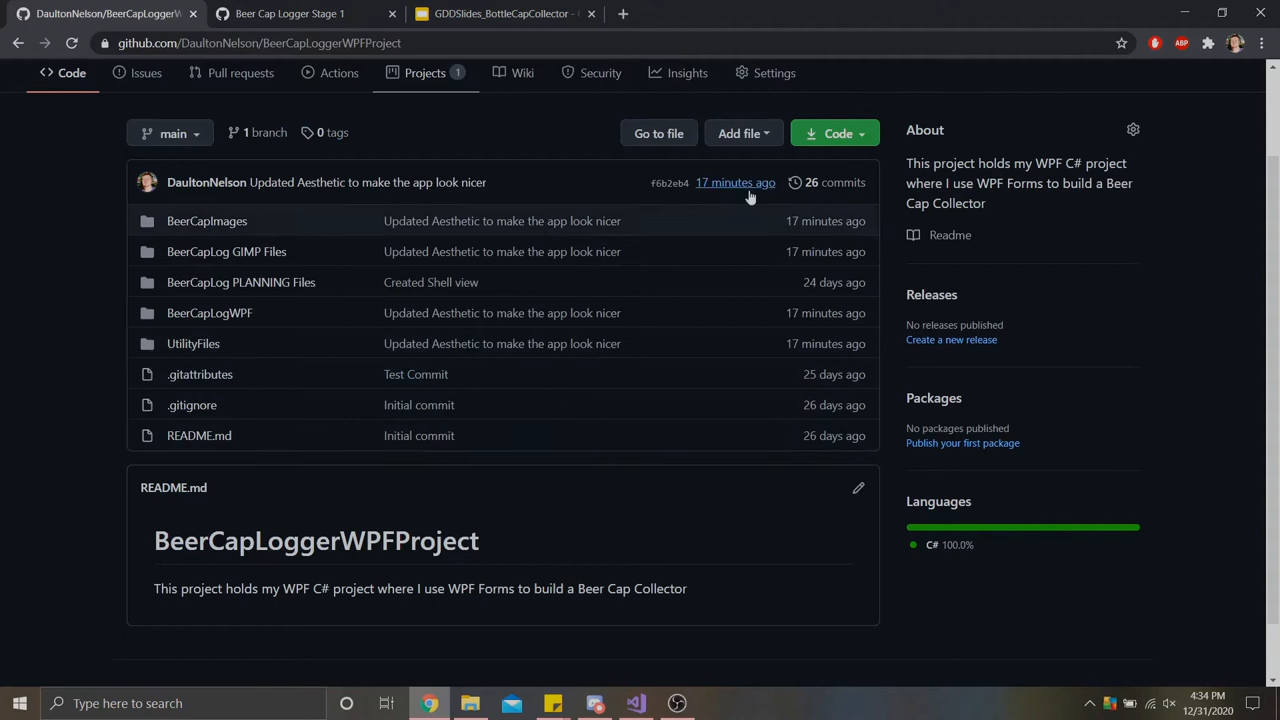 DaultonNelson/BeerCapLoggerW
Beer Cap Logger Stage 1
GDDSlides_BottleCapCollector -
github.com/DaultonNelson/BeerCapLoggerWPFProject
ABP
Code
Issues
Pull requests
Actions
Projects 1
Wiki
Security
Insights
Settings
main
1 branch
0 tags
Go to file
Add file
Code
DaultonNelson Updated Aesthetic to make the app look nicer f6b2eb4 17 minutes ago 26 commits
BeerCapImages Updated Aesthetic to make the app look nicer 17 minutes ago
BeerCapLog GIMP Files Updated Aesthetic to make the app look nicer 17 minutes ago
BeerCapLog PLANNING Files Created Shell view 24 days ago
BeerCapLogWPF Updated Aesthetic to make the app look nicer 17 minutes ago
UtilityFiles Updated Aesthetic to make the app look nicer 17 minutes ago
.gitattributes Test Commit 25 days ago
.gitignore Initial commit 26 days ago
README.md Initial commit 26 days ago
README.md
BeerCapLoggerWPFProject
This project holds my WPF C# project where I use WPF Forms to build a Beer Cap Collector
About
This project holds my WPF C# project
where I use WPF Forms to build a Beer
Cap Collector
Readme
Releases
No releases published
Create a new release
Packages
No packages published
Publish your first package
Languages
C# 100.0%
Type here to search
4:34 PM
12/31/2020